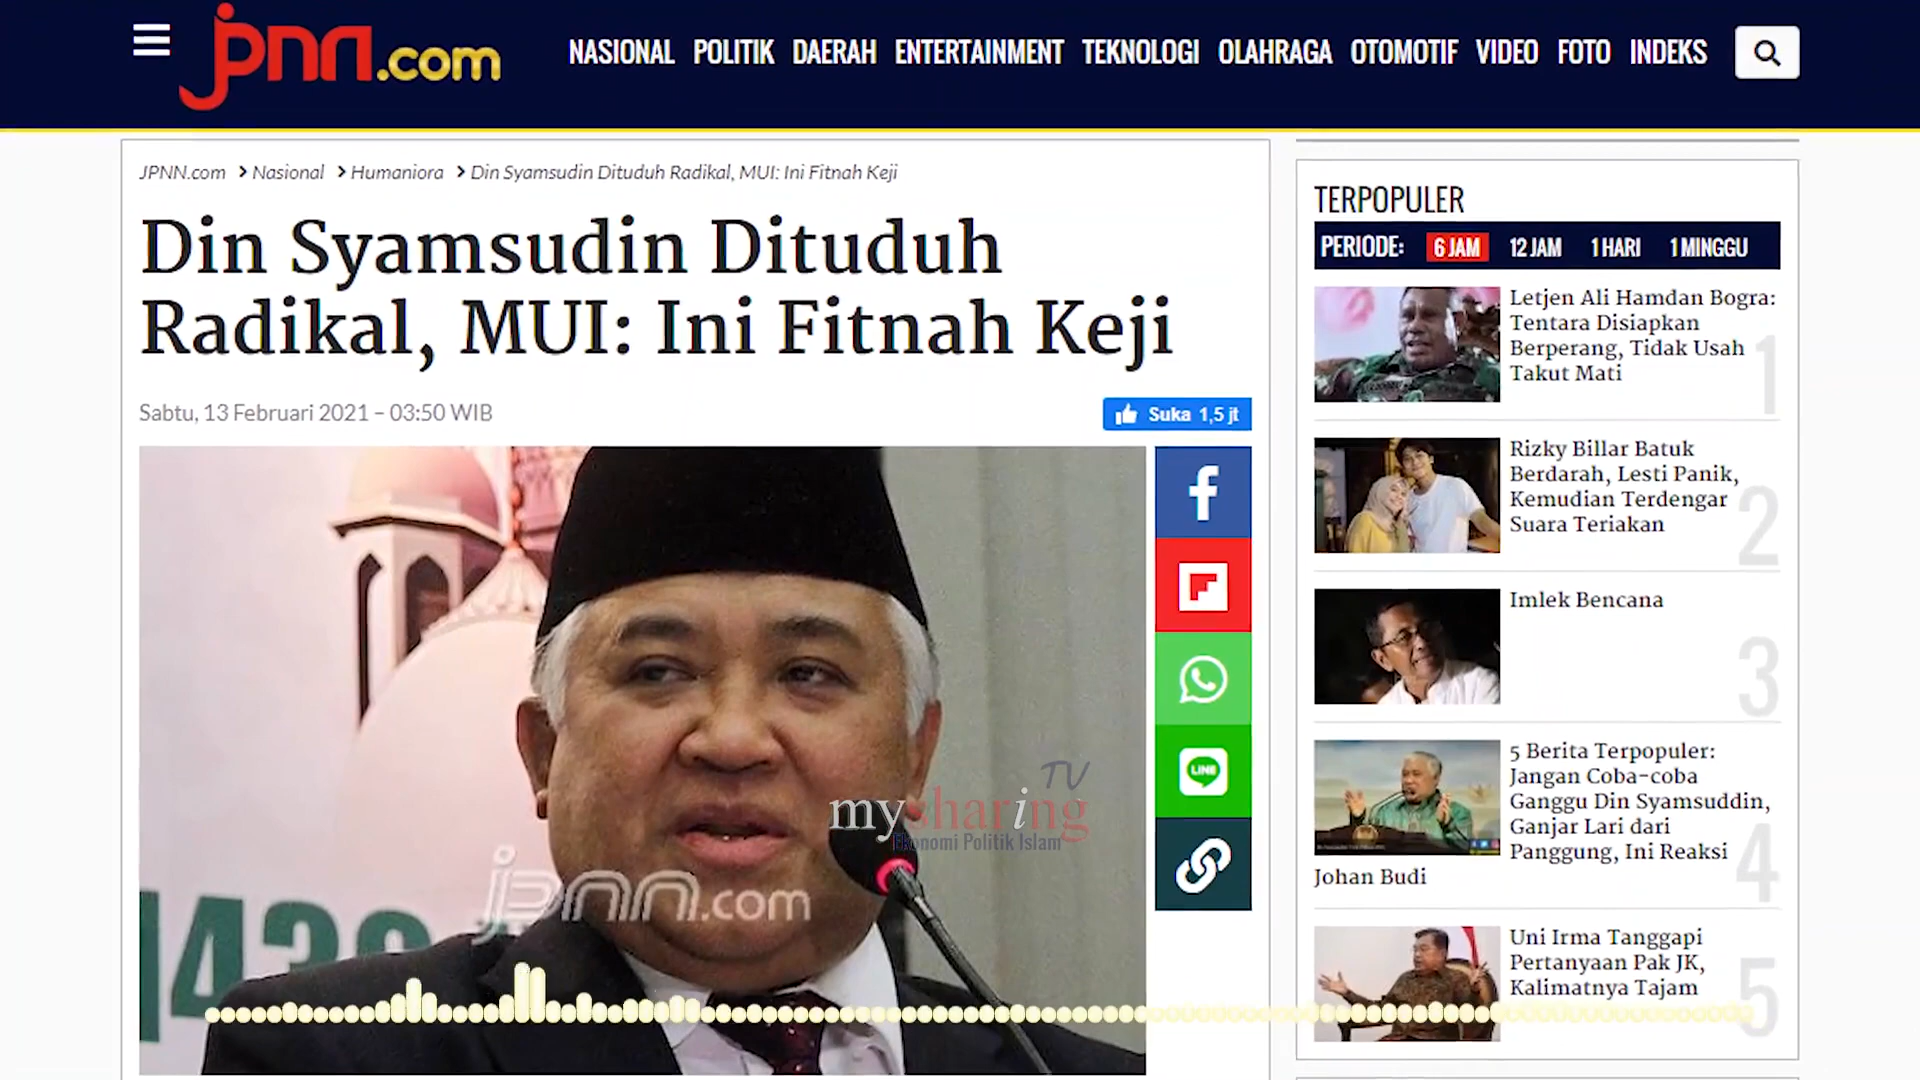 jpnn.com
NASIONAL POLITIK DAERAH ENTERTAINMENT TEKNOLOGI OLAHRAGA OTOMOTIF VIDEO FOTO INDEKS
JPNN.com > Nasional > Humaniora > Din Syamsudin Dituduh Radikal, MUI: Ini Fitnah Keji
Din Syamsudin Dituduh
Radikal, MUI: Ini Fitnah Keji
Sabtu, 13 Februari 2021 – 03:50 WIB
Suka 1,5 jt
LINE
TV
mysharing
Ekonomi Politik Islam
jpnn.com
TERPOPULER
PERIODE: 6 JAM 12 JAM 1 HARI 1 MINGGU
Letjen Ali Hamdan Bogra:
Tentara Disiapkan
Berperang, Tidak Usah
Takut Mati
1
Rizky Billar Batuk
Berdarah, Lesti Panik,
Kemudian Terdengar
Suara Teriakan
2
Imlek Bencana
3
5 Berita Terpopuler:
Jangan Coba-coba
Ganggu Din Syamsuddin,
Ganjar Lari dari
Panggung, Ini Reaksi
Johan Budi
4
Uni Irma Tanggapi
Pertanyaan Pak JK,
Kalimatnya Tajam
5